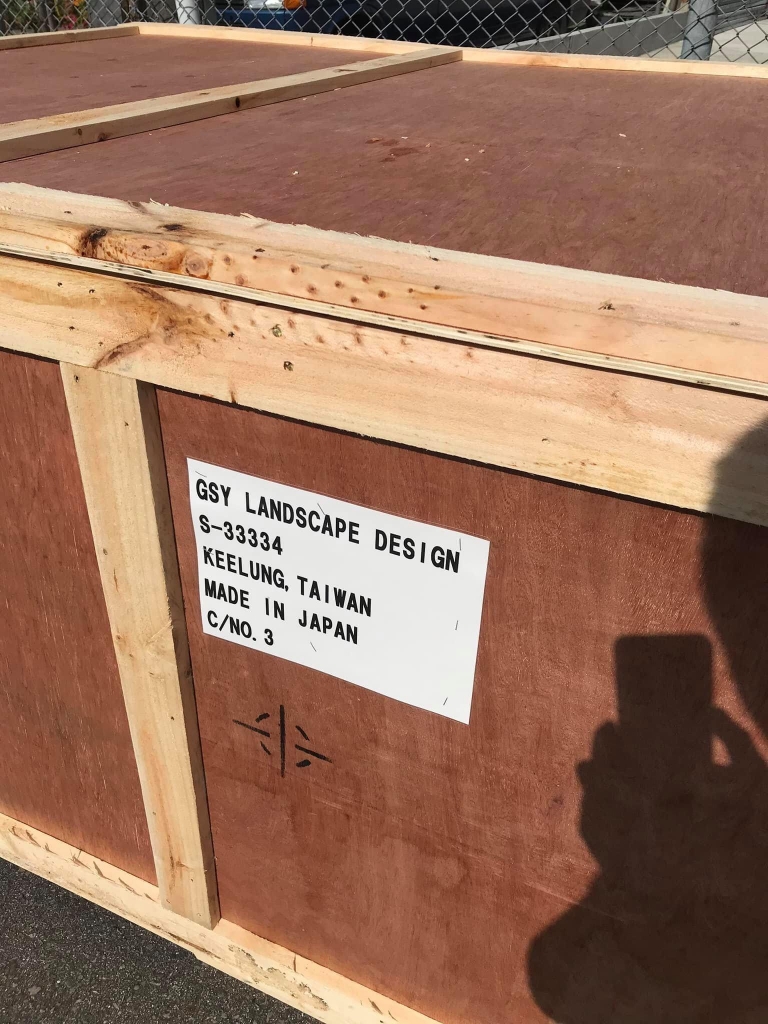 GSY LANDSCAPE DESIGN
S-33334
KEELUNG, TAIWAN
MADE IN JAPAN
C/NO. 3